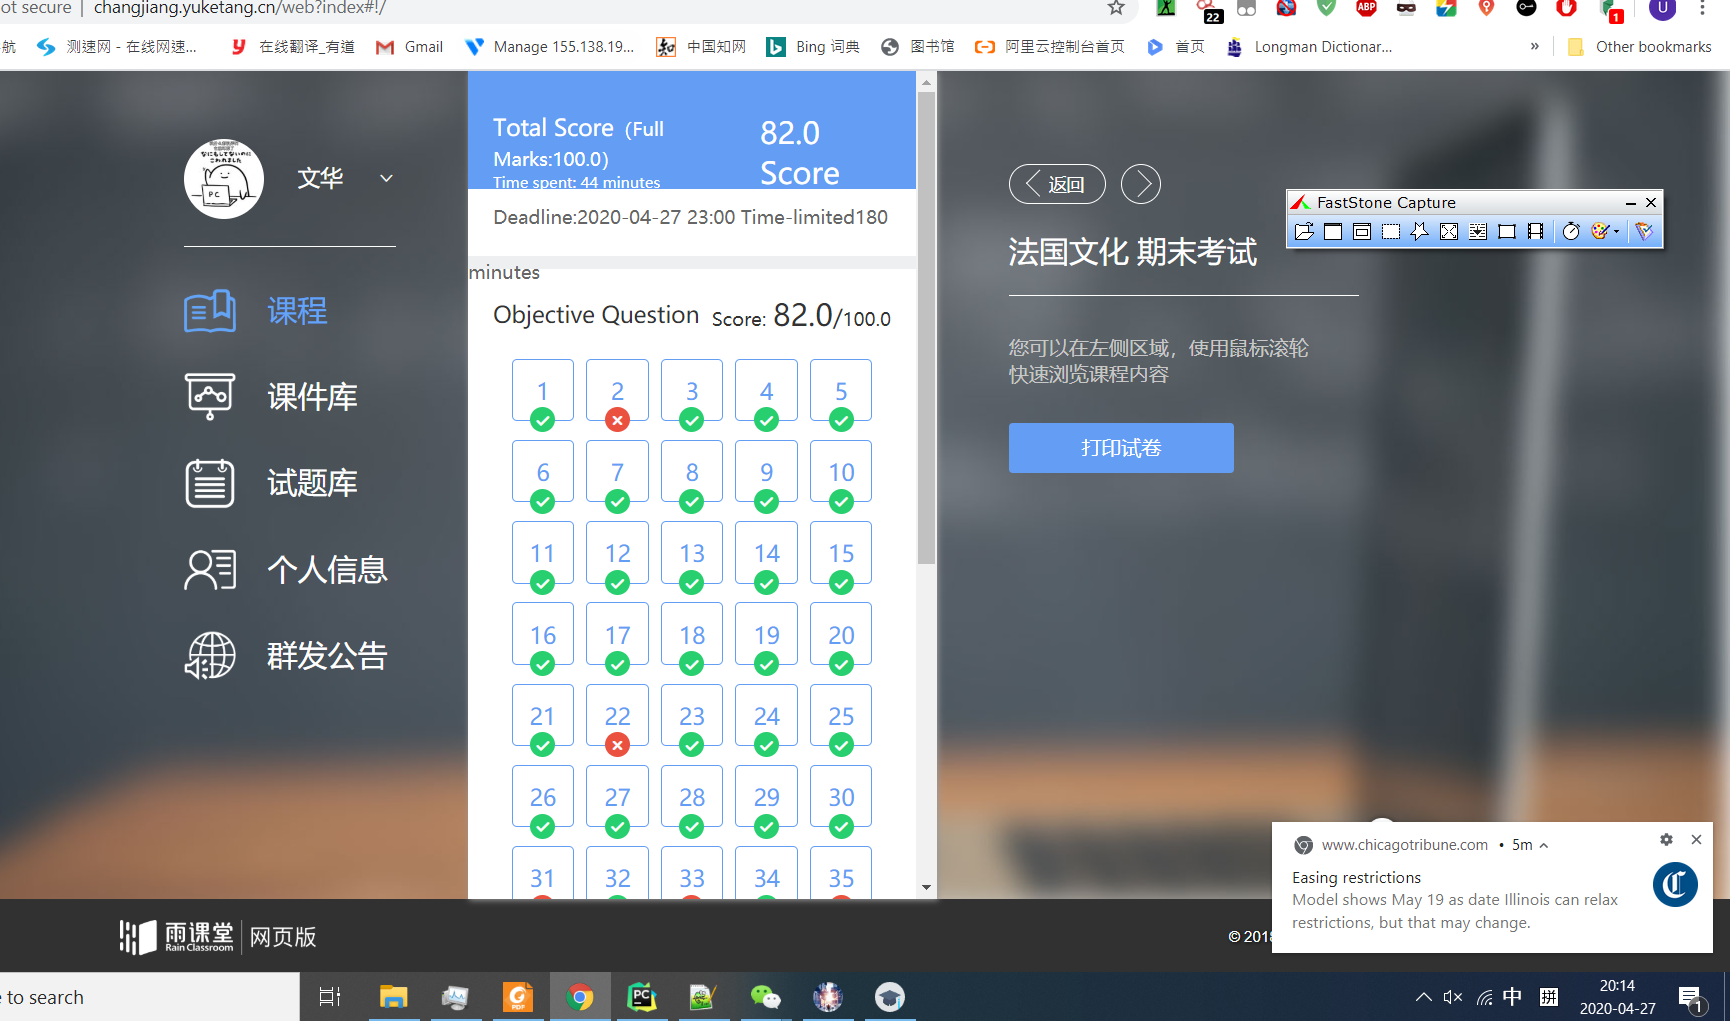 ot secure | changjiang.yuketang.cn/web?index#!/
22
ABP
1
U
航
测速网 - 在线网速...
在线翻译_有道
Gmail
Manage 155.138.19...
中国知网
Bing 词典
图书馆
阿里云控制台首页
首页
Longman Dictionar...
»
Other bookmarks
PC
文华
课程
课件库
试题库
个人信息
群发公告
Total Score (Full
Marks:100.0)
82.0
Score
Time spent: 44 minutes
Deadline:2020-04-27 23:00 Time-limited180
minutes
Objective Question Score: 82.0/100.0
1 2 3 4 5
6 7 8 9 10
11 12 13 14 15
16 17 18 19 20
21 22 23 24 25
26 27 28 29 30
31 32 33 34 35
返回
法国文化 期末考试
您可以在左侧区域，使用鼠标滚轮
快速浏览课程内容
打印试卷
FastStone Capture
www.chicagotribune.com • 5m
Easing restrictions
Model shows May 19 as date Illinois can relax
restrictions, but that may change.
雨课堂
Rain Classroom
网页版
© 2018
e to search
PDF
PC
中
拼
20:14
2020-04-27
1